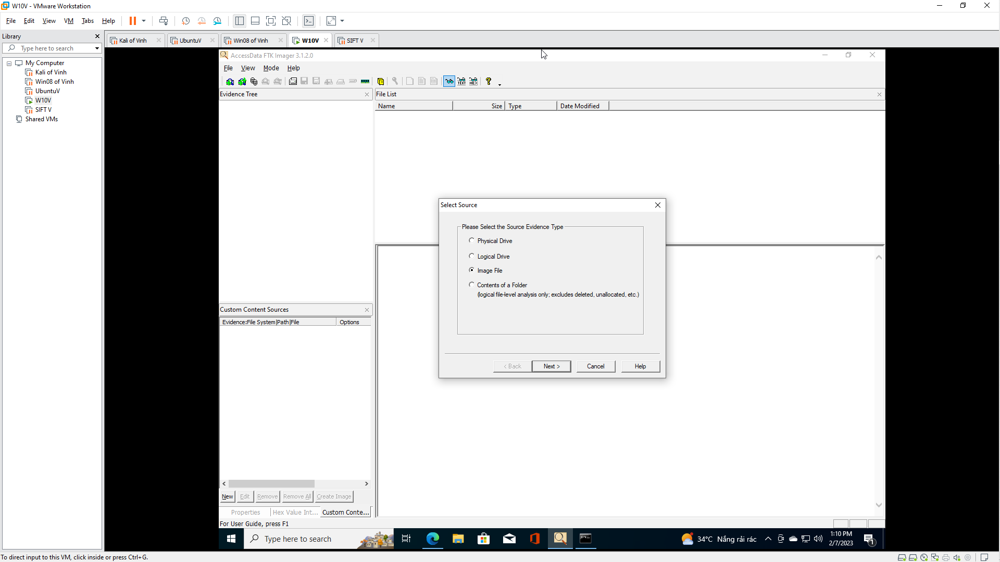 W10V - VMware Workstation
File Edit View VM Tabs Help
Library
Type here to search
Kali of Vinh
UbuntuV
Win08 of Vinh
W10V
SIFT V
My Computer
Kali of Vinh
Win08 of Vinh
UbuntuV
W10V
SIFT V
Shared VMs
AccessData FTK Imager 3.1.2.0
File View Mode Help
TEXT HEX
Evidence Tree
File List
Name Size Type Date Modified
Select Source
Please Select the Source Evidence Type
Physical Drive
Logical Drive
Image File
Contents of a Folder
(logical file-level analysis only; excludes deleted, unallocated, etc.)
< Back Next > Cancel Help
Custom Content Sources
Evidence:File System|Path|File Options
New Edit Remove Remove All Create Image
Properties Hex Value Int... Custom Conte...
For User Guide, press F1
Type here to search
34°C Nắng rải rác
1:10 PM
2/7/2023
1
To direct input to this VM, click inside or press Ctrl+G.